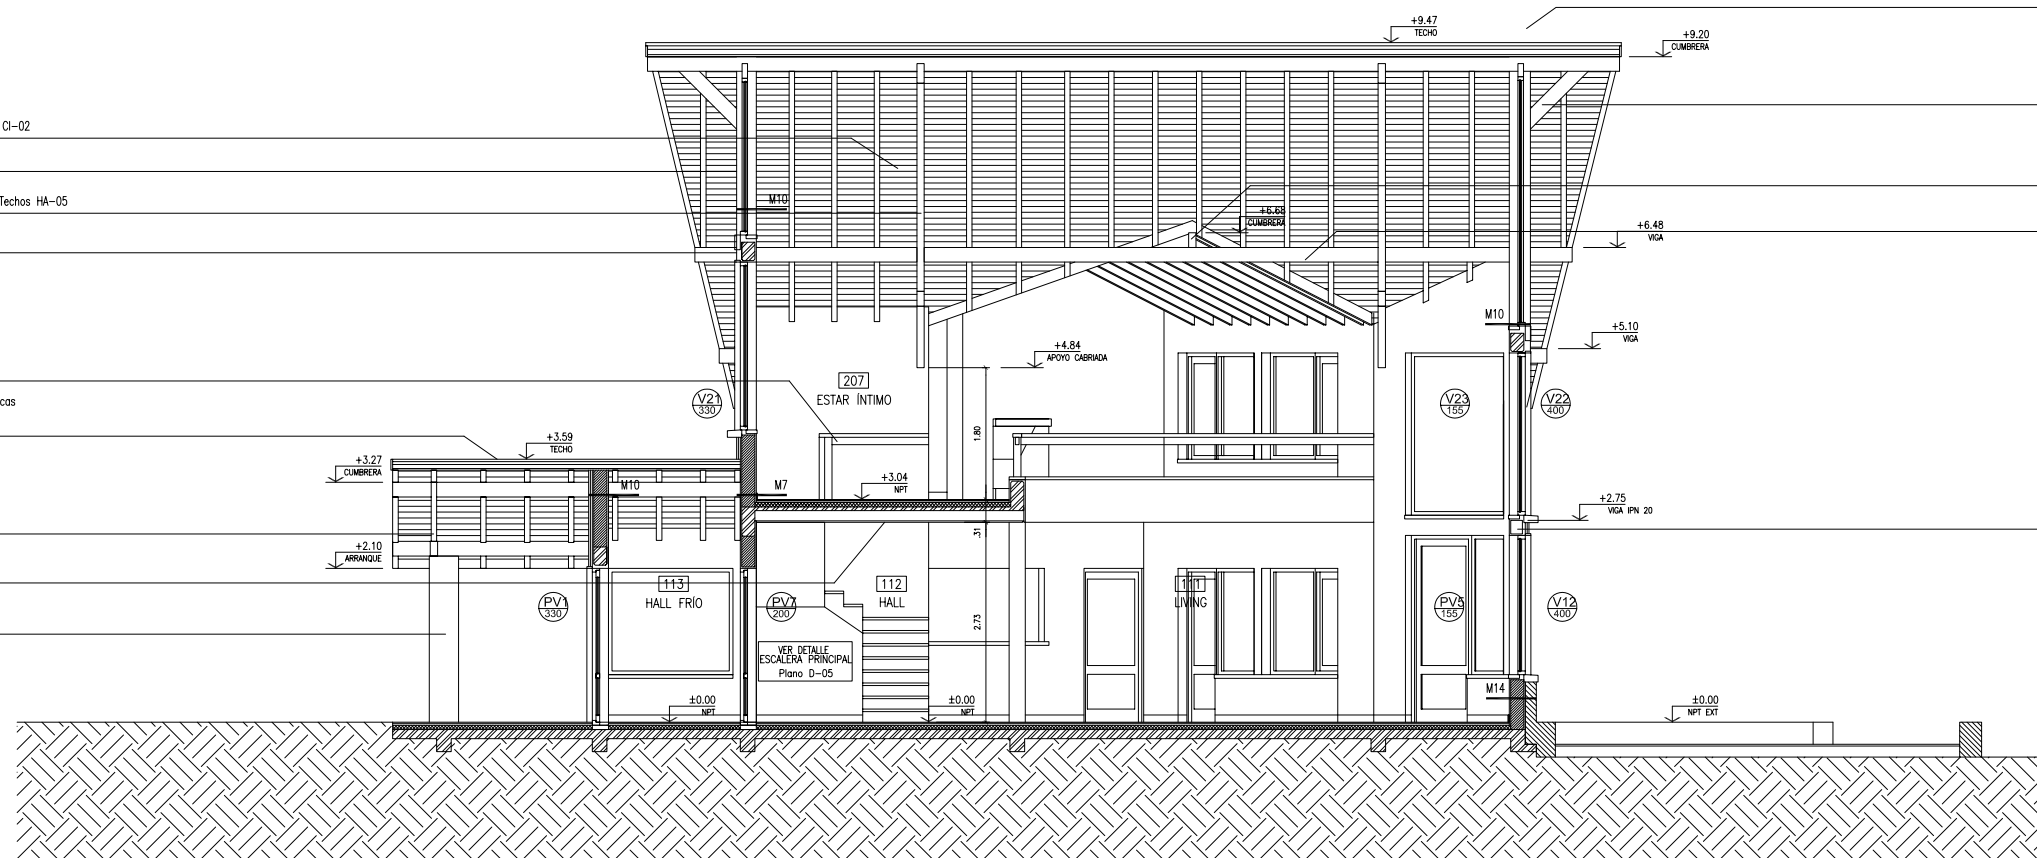 +9.47
TECHO
+9.20
CUMBRERA
CI-02
Techos HA-05
M10
+6.68
CUMBRERA
+6.48
VIGA
M10
+5.10
VIGA
+4.84
APOYO CABRIADA
207
ESTAR ÍNTIMO
V21
330
V23
155
V22
400
cas
1.80
+3.59
TECHO
+3.27
CUMBRERA
M10
M7
+3.04
NPT
+2.75
VIGA IPN 20
.31
+2.10
ARRANQUE
113
HALL FRÍO
112
HALL
111
LIVING
PV1
330
PV7
200
PV5
155
V12
400
2.73
VER DETALLE
ESCALERA PRINCIPAL
Plano D-05
M14
±0.00
NPT
±0.00
NPT
±0.00
NPT EXT